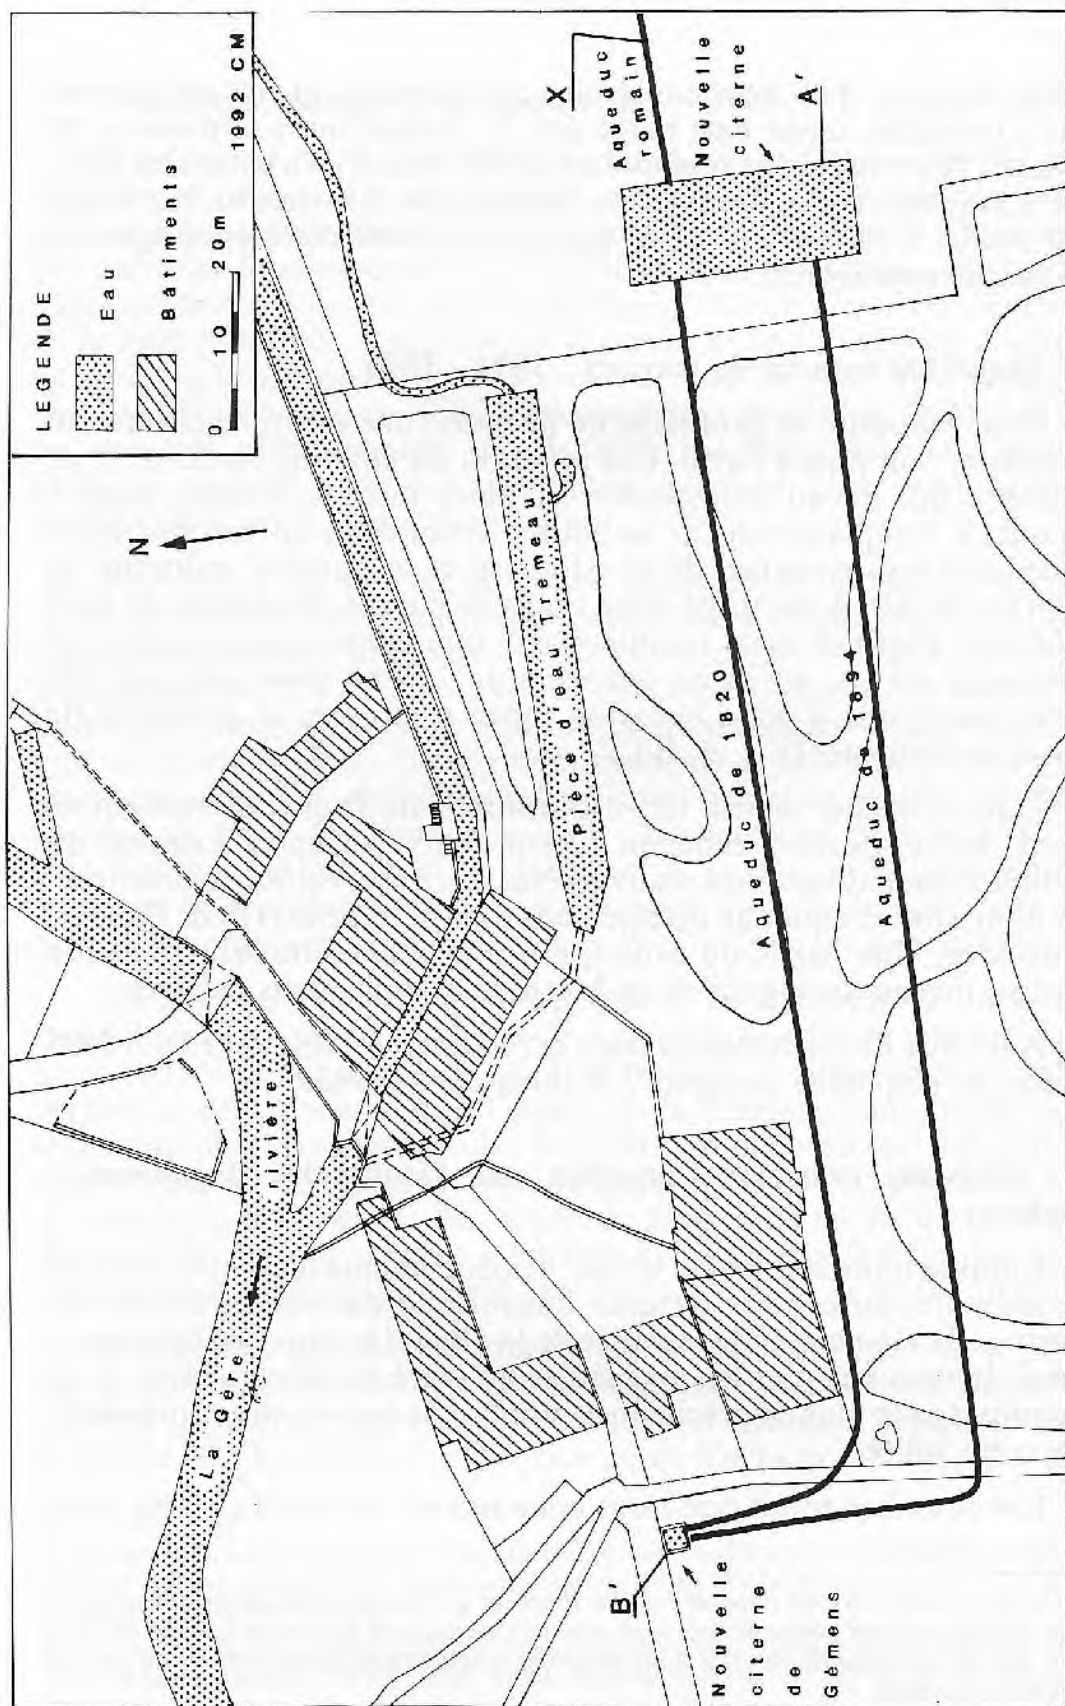 LEGENDE
Eau
Bâtiments
0 10 20m
1992 CM
N
X
Aqueduc
romain
Nouvelle
citerne
A'
Pièce d'eau Tremeau
Aqueduc de 1820
Aqueduc de 1894
La Gère rivière
B'
Nouvelle
citerne
de
Gémens